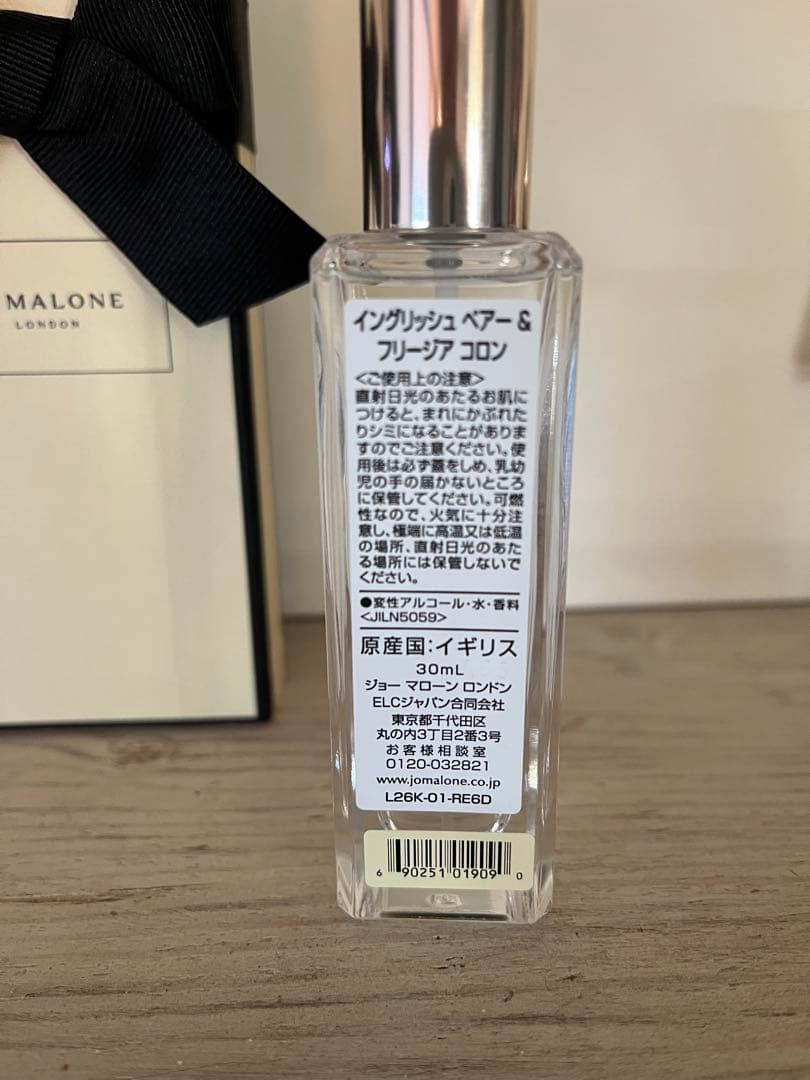 MALONE
LONDON
イングリッシュ ペアー &
フリージア コロン
<ご使用上の注意>
直射日光のあたるお肌に
つけると、まれにかぶれた
りシミになることがありま
すのでご注意ください。使
用後は必ず蓋をしめ、乳幼
児の手の届かないところ
に保管してください。可燃
性なので、火気に十分注
意し、極端に高温又は低温
の場所、直射日光のあた
る場所には保管しないで
ください。
●変性アルコール・水・香料
<JILN5059>
原産国:イギリス
30mL
ジョー マローン ロンドン
ELCジャパン合同会社
東京都千代田区
丸の内3丁目2番3号
お客様相談室
0120-032821
www.jomalone.co.jp
L26K-01-RE6D
6 90251 01909 0